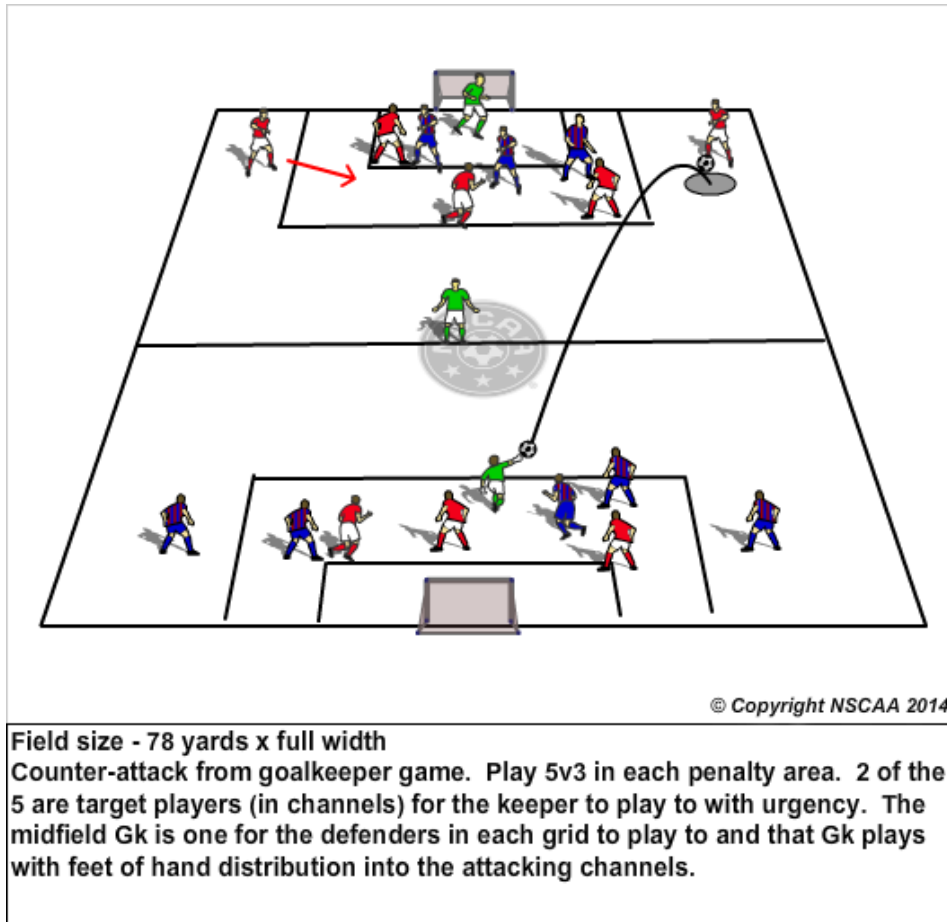 NSCAA
© Copyright NSCAA 2014
Field size - 78 yards x full width
Counter-attack from goalkeeper game.  Play 5v3 in each penalty area.  2 of the
5 are target players (in channels) for the keeper to play to with urgency.  The
midfield Gk is one for the defenders in each grid to play to and that Gk plays
with feet of hand distribution into the attacking channels.